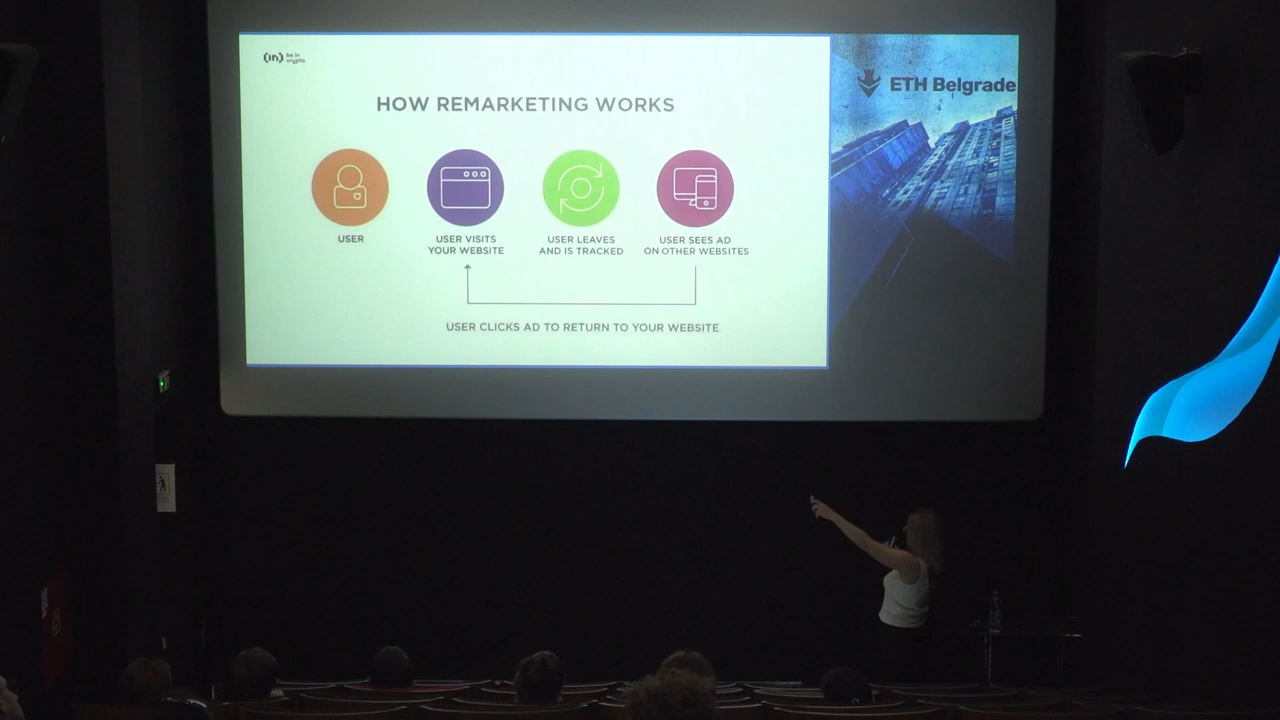 (in) be in
crypto
ETH Belgrade
HOW REMARKETING WORKS
USER
USER VISITS
YOUR WEBSITE
USER LEAVES
AND IS TRACKED
USER SEES AD
ON OTHER WEBSITES
USER CLICKS AD TO RETURN TO YOUR WEBSITE